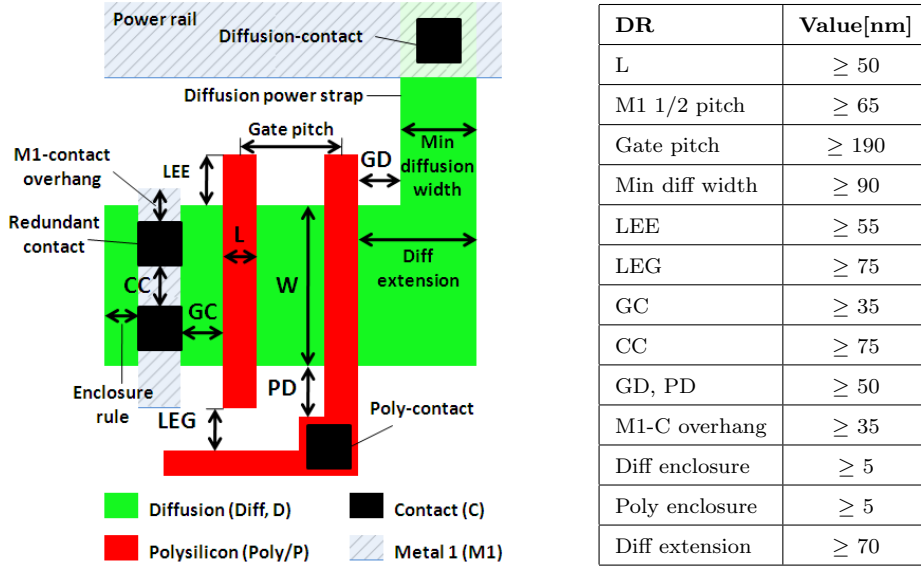 Power rail
Diffusion-contact
Diffusion power strap
Gate pitch
M1-contact
overhang
LEE
GD
Min
diffusion
width
Redundant
contact
L
CC
GC
W
Diff
extension
Enclosure
rule
LEG
PD
Poly-contact
Diffusion (Diff, D)
Contact (C)
Polysilicon (Poly/P)
Metal 1 (M1)
DR Value[nm]
L ≥ 50
M1 1/2 pitch ≥ 65
Gate pitch ≥ 190
Min diff width ≥ 90
LEE ≥ 55
LEG ≥ 75
GC ≥ 35
CC ≥ 75
GD, PD ≥ 50
M1-C overhang ≥ 35
Diff enclosure ≥ 5
Poly enclosure ≥ 5
Diff extension ≥ 70